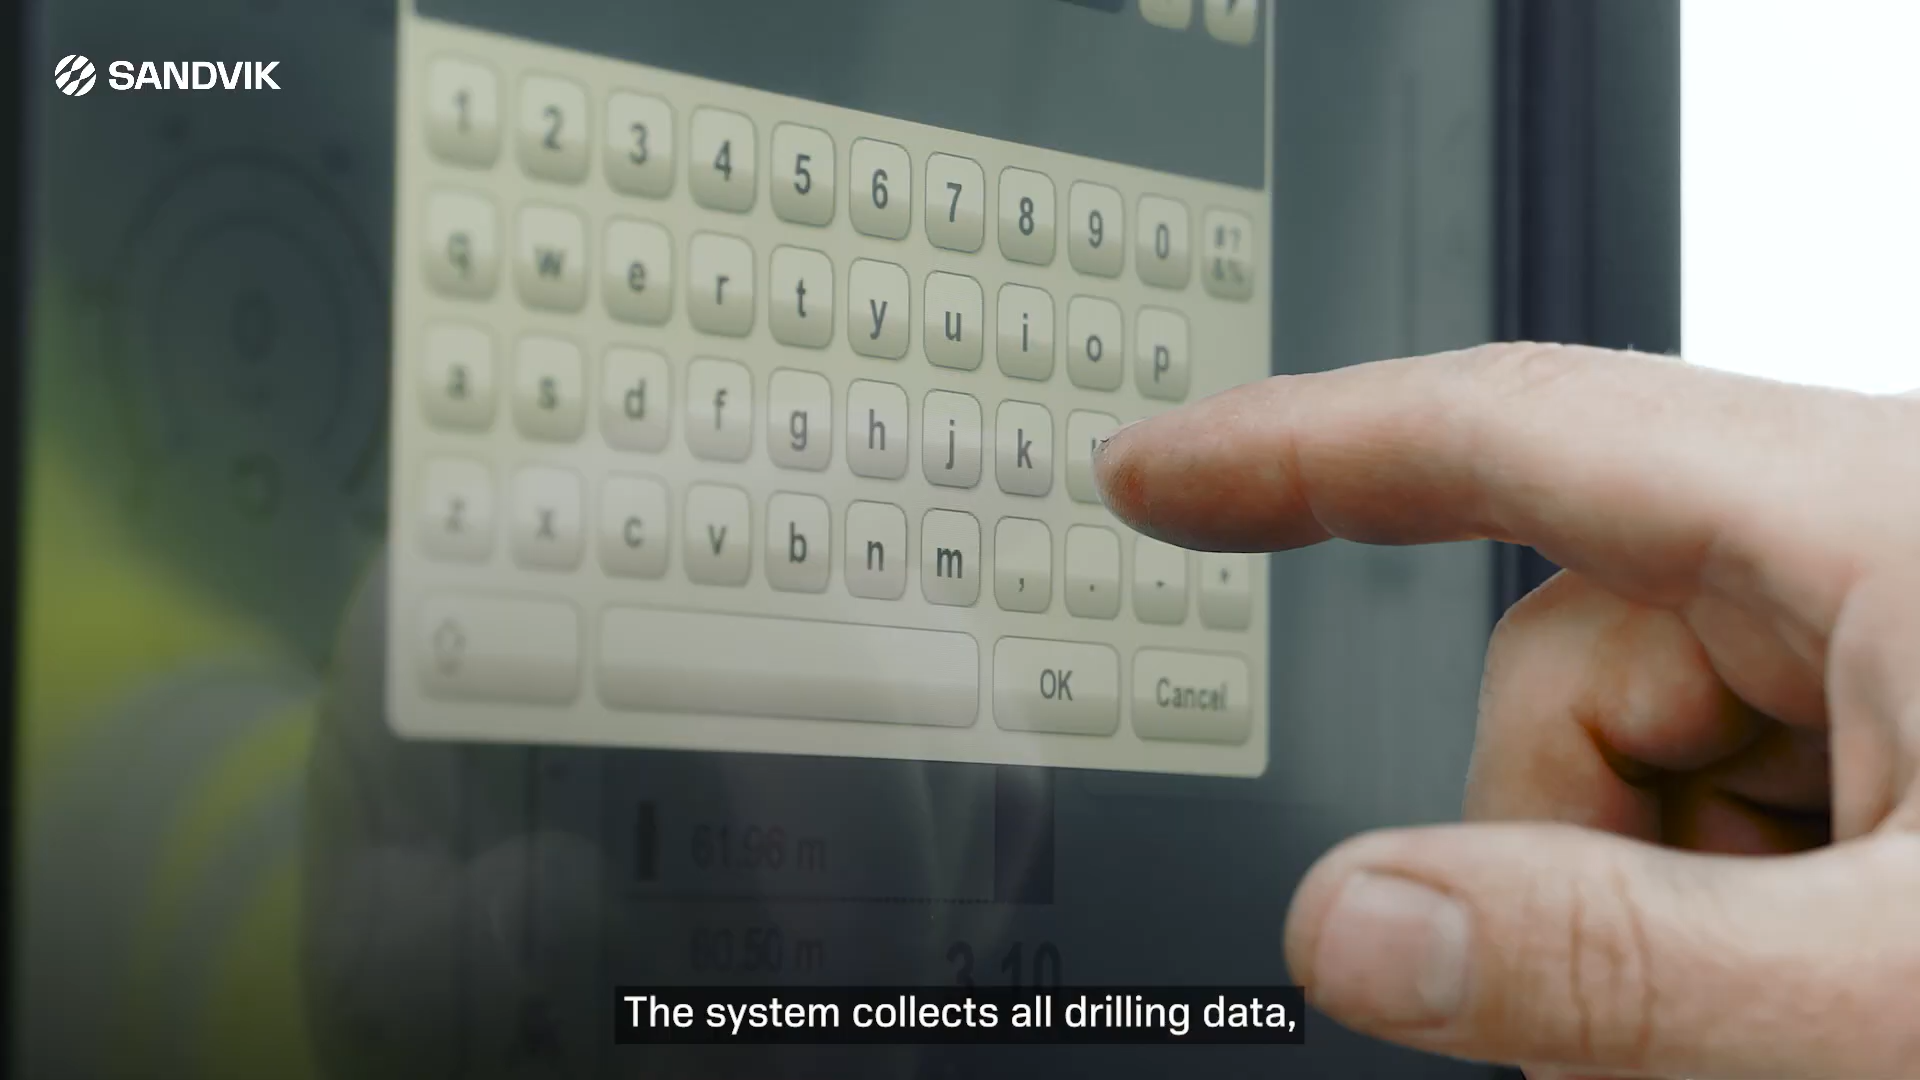 SANDVIK
1 2 3 4 5 6 7 8 9 0 #?
&%
q w e r t y u i o p
a s d f g h j k
z x c v b n m , . - *
OK Cancel
61.96 m
60.50 m
3.10
The system collects all drilling data,